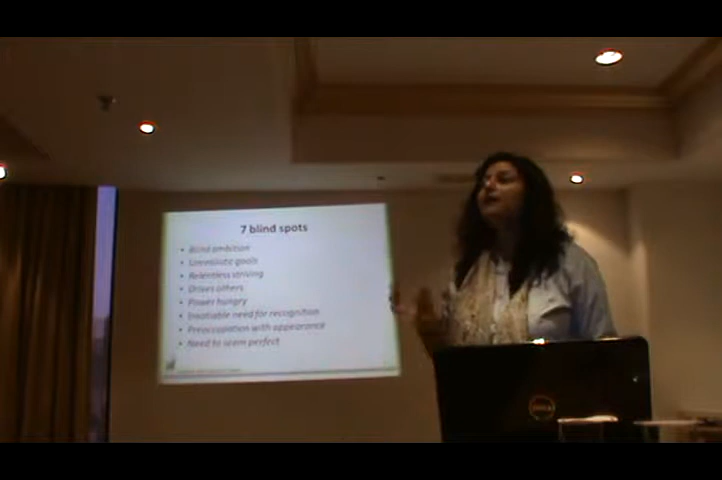 7 blind spots
• Blind ambition
• Unrealistic goals
• Relentless striving
• Drives others
• Power hungry
• Insatiable need for recognition
• Preoccupation with appearance
• Need to seem perfect
DELL